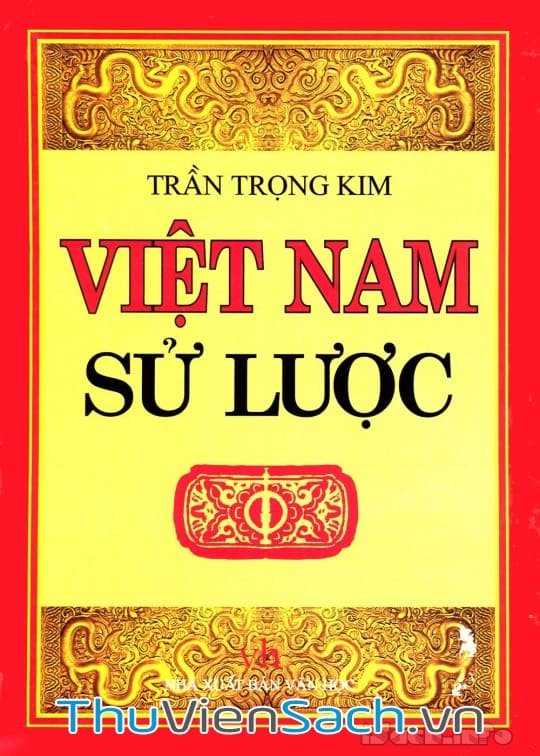 TRẦN TRỌNG KIM
VIỆT NAM
SỬ LƯỢC
vh
NHÀ XUẤT BẢN VĂN HỌC
ThuVienSach.vn